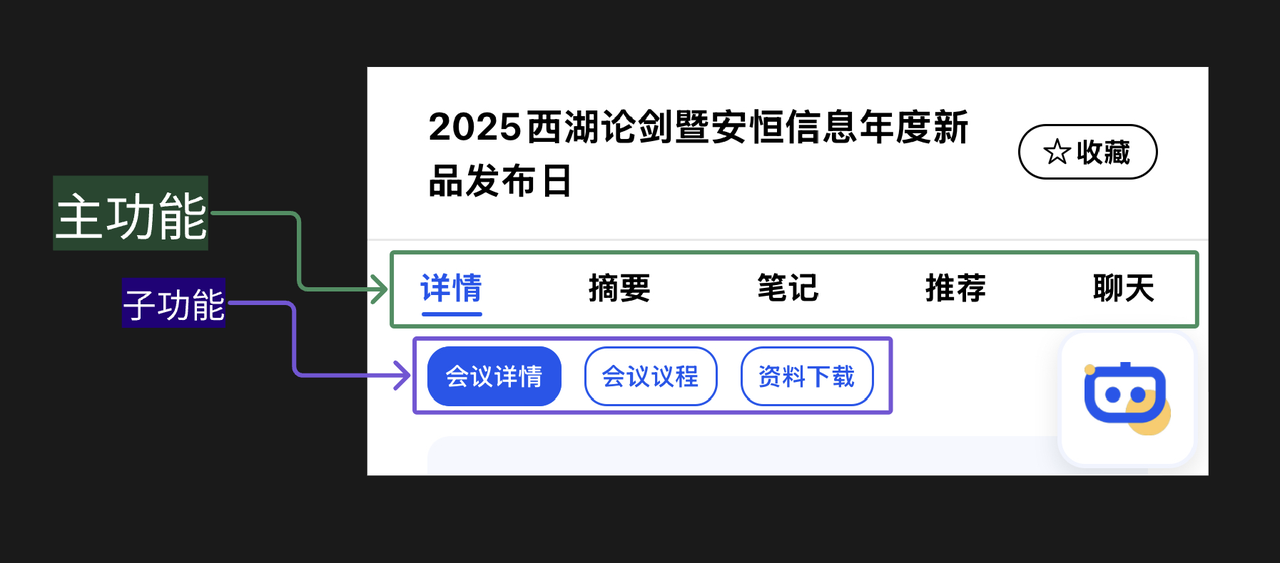 2025西湖论剑暨安恒信息年度新
品发布日
收藏
主功能
详情 摘要 笔记 推荐 聊天
子功能
会议详情 会议议程 资料下载